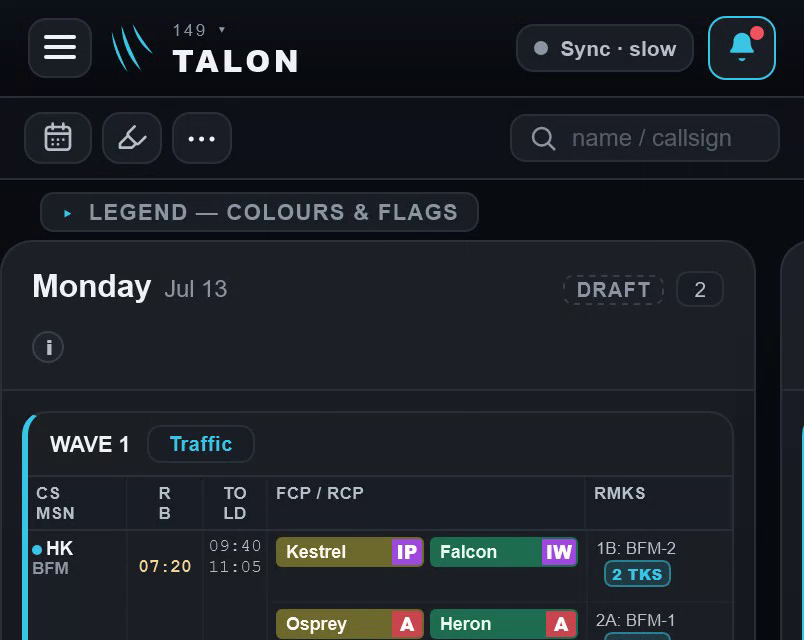 149 ▾
TALON
Sync · slow
name / callsign
▸ LEGEND — COLOURS & FLAGS
Monday Jul 13
DRAFT 2
i
WAVE 1 Traffic
CS R TO FCP / RCP RMKS
MSN B LD
HK 09:40 Kestrel IP Falcon IW 1B: BFM-2
BFM 07:20 11:05 2 TKS
Osprey A Heron A 2A: BFM-1